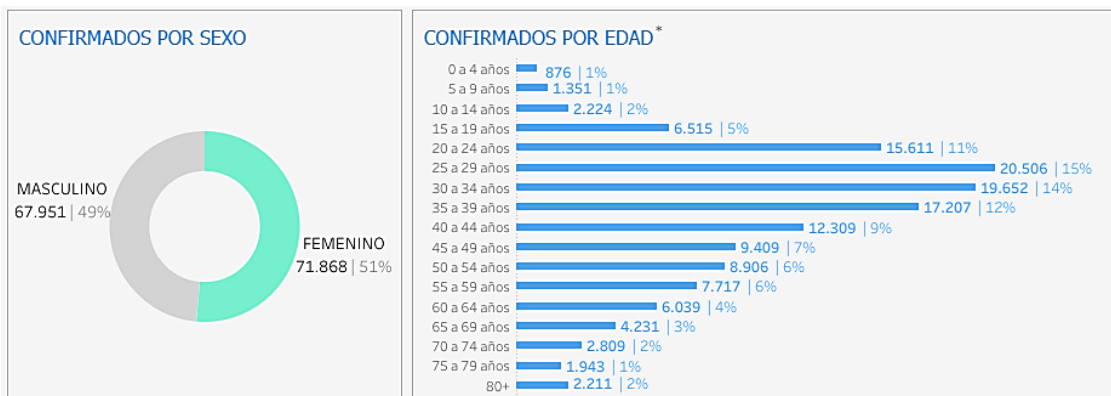 CONFIRMADOS POR SEXO
MASCULINO
67.951 | 49%
FEMENINO
71.868 | 51%
CONFIRMADOS POR EDAD*
0 a 4 años 876 | 1%
5 a 9 años 1.351 | 1%
10 a 14 años 2.224 | 2%
15 a 19 años 6.515 | 5%
20 a 24 años 15.611 | 11%
25 a 29 años 20.506 | 15%
30 a 34 años 19.652 | 14%
35 a 39 años 17.207 | 12%
40 a 44 años 12.309 | 9%
45 a 49 años 9.409 | 7%
50 a 54 años 8.906 | 6%
55 a 59 años 7.717 | 6%
60 a 64 años 6.039 | 4%
65 a 69 años 4.231 | 3%
70 a 74 años 2.809 | 2%
75 a 79 años 1.943 | 1%
80+ 2.211 | 2%